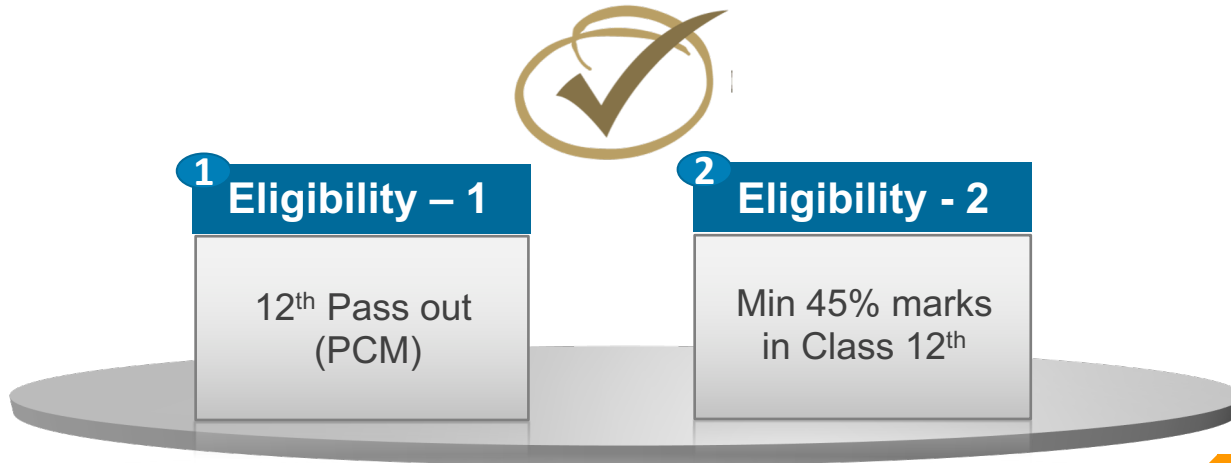 1
Eligibility – 1
12th Pass out
(PCM)
2
Eligibility - 2
Min 45% marks
in Class 12th